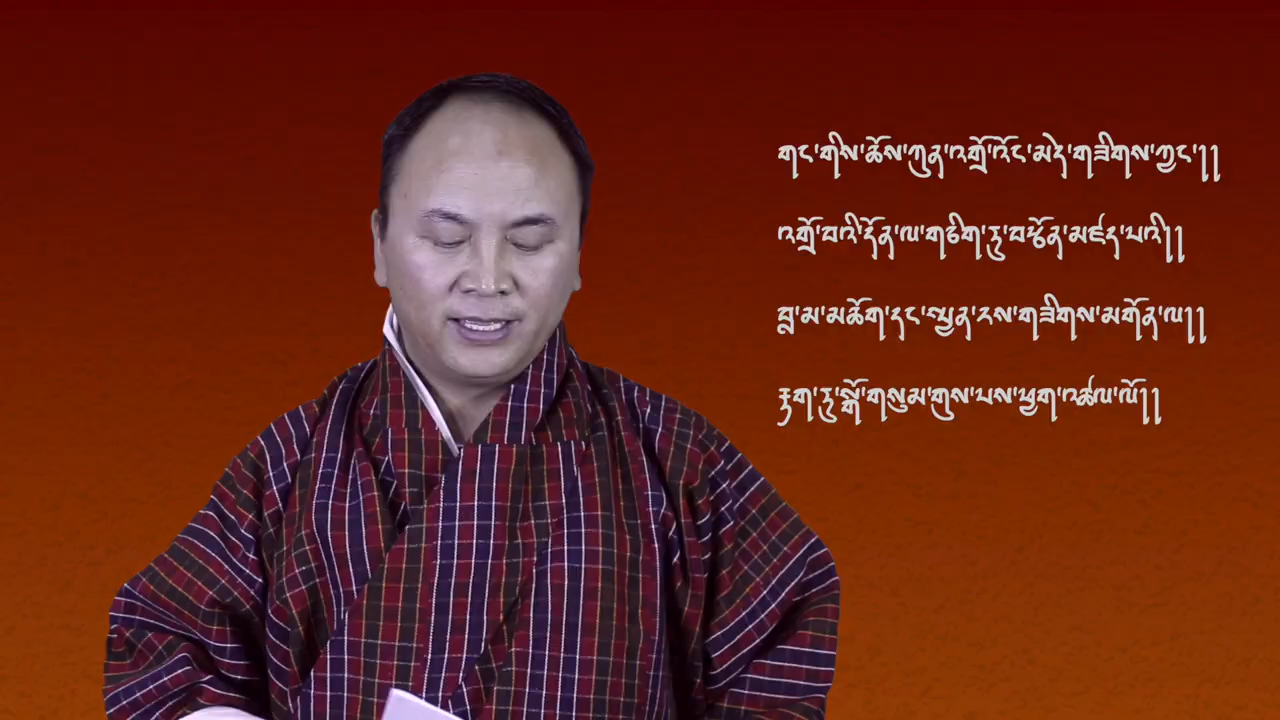 གང་གིས་ཆོས་ཀུན་འགྲོ་འོང་མེད་གཟིགས་ཀྱང་།།
འགྲོ་བའི་དོན་ལ་གཅིག་ཏུ་བརྩོན་མཛད་པའི།།
བླ་མ་མཆོག་དང་སྤྱན་རས་གཟིགས་མགོན་ལ།།
རྟག་ཏུ་སྒོ་གསུམ་གུས་པས་ཕྱག་འཚལ་ལོ།།